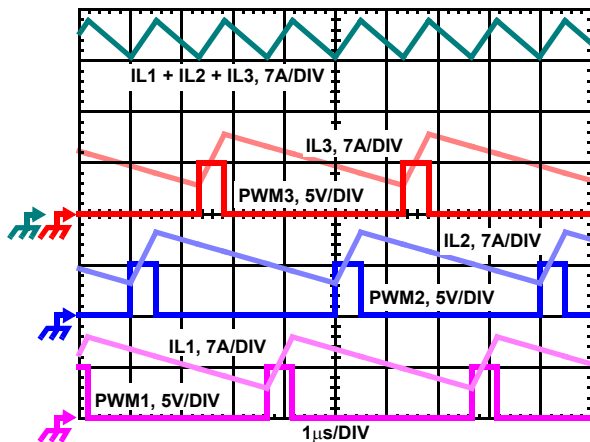 IL1 + IL2 + IL3, 7A/DIV
IL3, 7A/DIV
PWM3, 5V/DIV
IL2, 7A/DIV
PWM2, 5V/DIV
IL1, 7A/DIV
PWM1, 5V/DIV
1μs/DIV